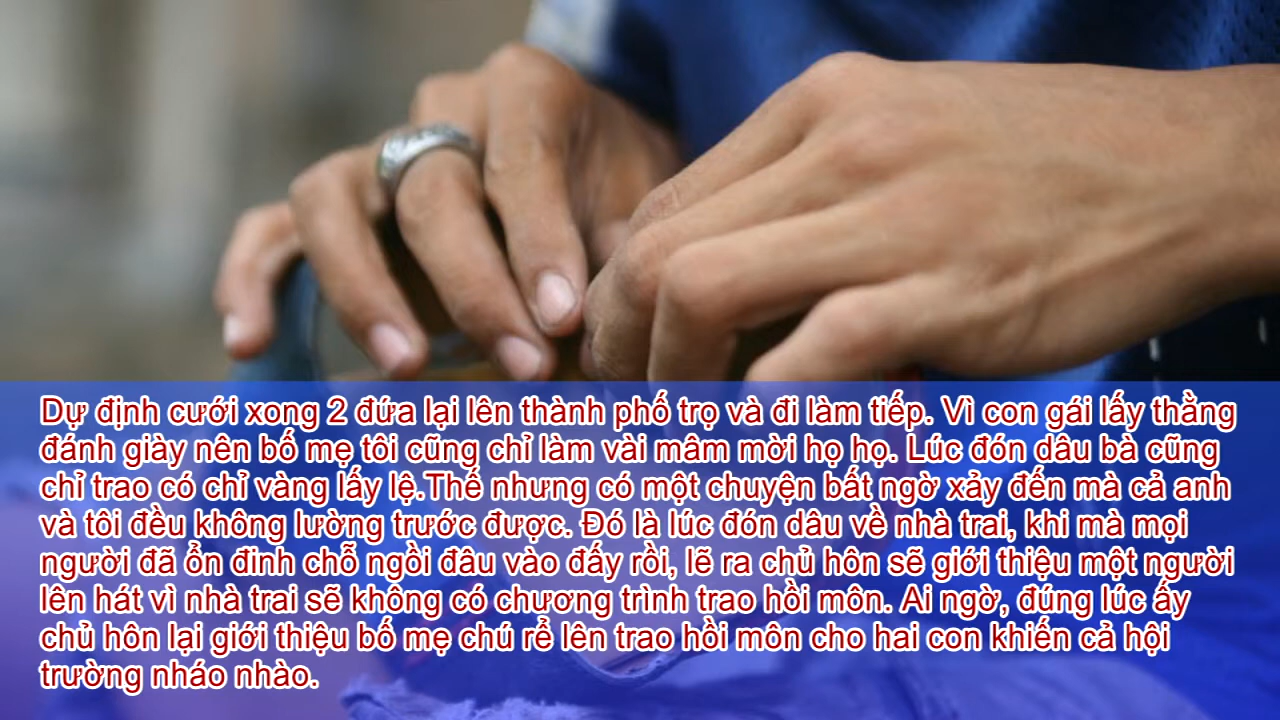 Dự định cưới xong 2 đứa lại lên thành phố trọ và đi làm tiếp. Vì con gái lấy thằng
đánh giày nên bố mẹ tôi cũng chỉ làm vài mâm mời họ họ. Lúc đón dâu bà cũng
chỉ trao có chỉ vàng lấy lệ.Thế nhưng có một chuyện bất ngờ xảy đến mà cả anh
và tôi đều không lường trước được. Đó là lúc đón dâu về nhà trai, khi mà mọi
người đã ổn đinh chỗ ngồi đâu vào đấy rồi, lẽ ra chủ hôn sẽ giới thiệu một người
lên hát vì nhà trai sẽ không có chương trình trao hồi môn. Ai ngờ, đúng lúc ấy
chủ hôn lại giới thiệu bố mẹ chú rể lên trao hồi môn cho hai con khiến cả hội
trường nháo nhào.